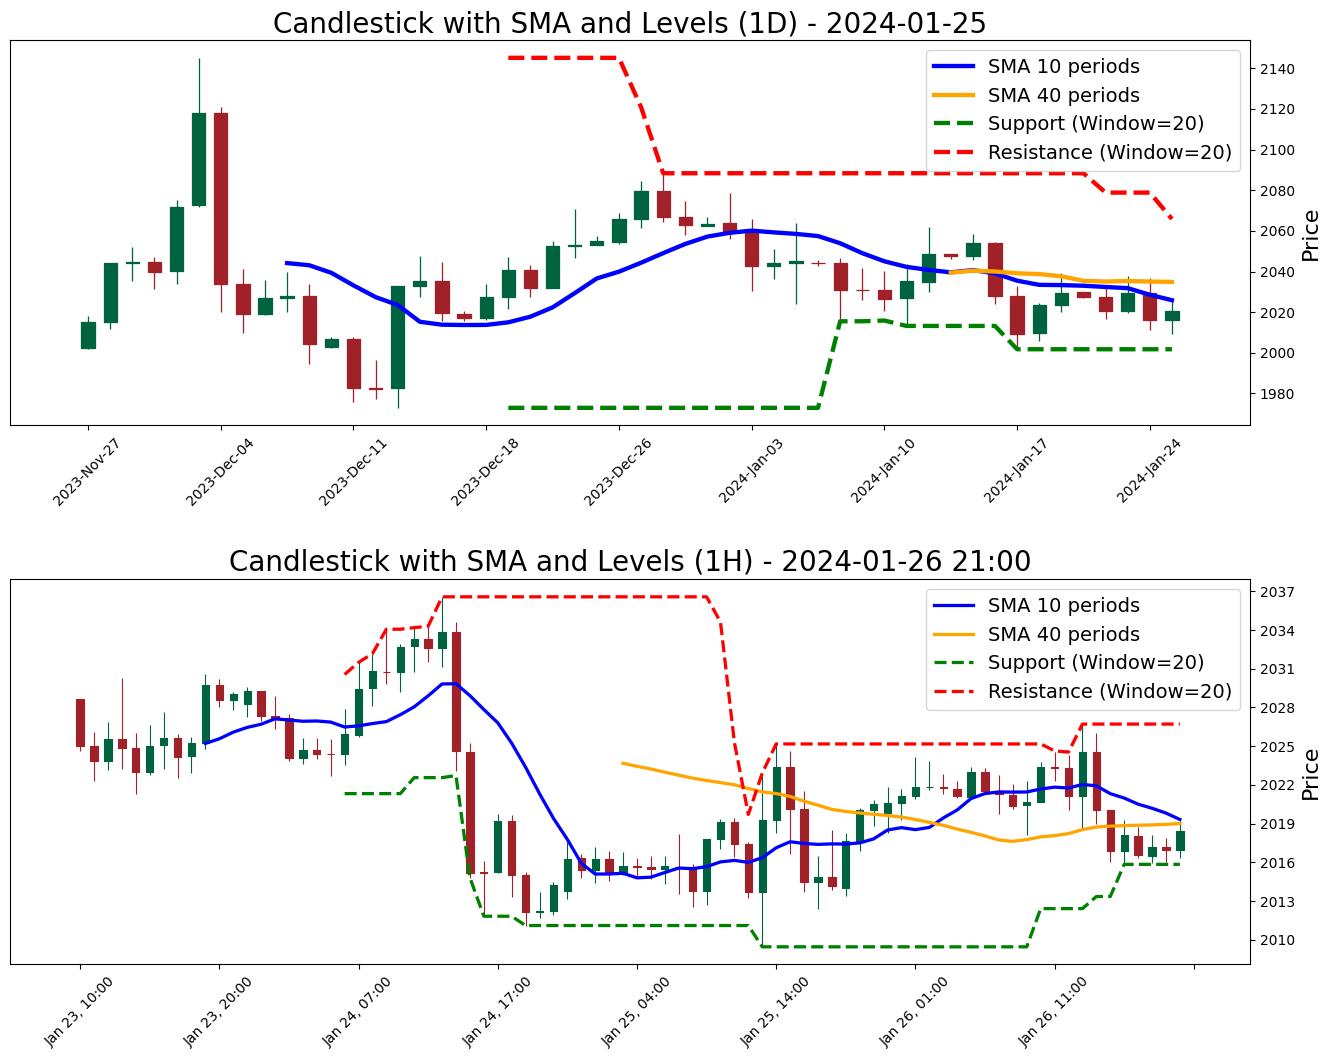 Candlestick with SMA and Levels (1D) - 2024-01-25
SMA 10 periods
SMA 40 periods
Support (Window=20)
Resistance (Window=20)
2140
2120
2100
2080
2060
2040
2020
2000
1980
Price
2023-Nov-27
2023-Dec-04
2023-Dec-11
2023-Dec-18
2023-Dec-26
2024-Jan-03
2024-Jan-10
2024-Jan-17
2024-Jan-24
Candlestick with SMA and Levels (1H) - 2024-01-26 21:00
SMA 10 periods
SMA 40 periods
Support (Window=20)
Resistance (Window=20)
2037
2034
2031
2028
2025
2022
2019
2016
2013
2010
Price
Jan 23, 10:00
Jan 23, 20:00
Jan 24, 07:00
Jan 24, 17:00
Jan 25, 04:00
Jan 25, 14:00
Jan 26, 01:00
Jan 26, 11:00